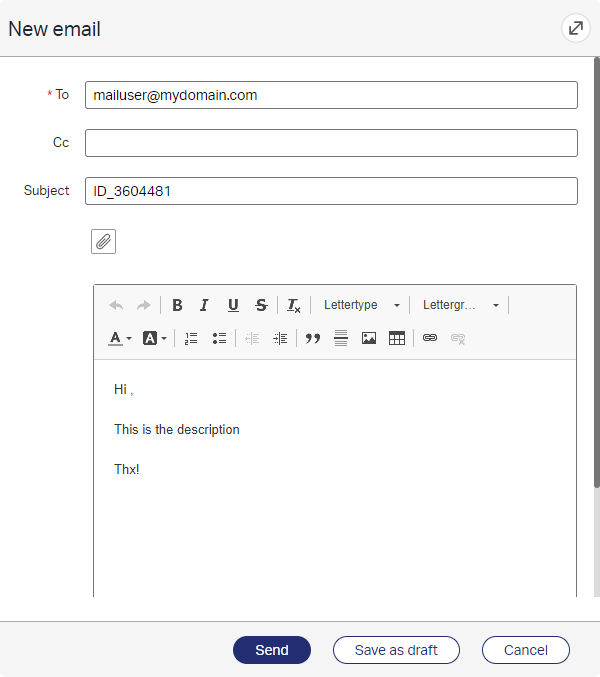 New email
* To
mailuser@mydomain.com
Cc
Subject
ID_3604481
B I U S Tx Lettertype Lettergr...
A A
Hi ,
This is the description
Thx!
Send Save as draft Cancel